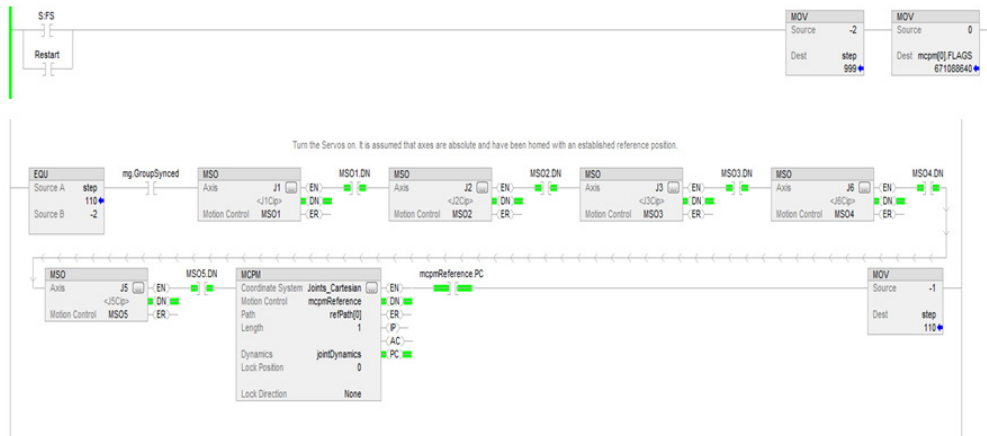 S:FS
Restart
MOV
Source -2
Dest step
999
MOV
Source 0
Dest mcpm[0].FLAGS
671088640
Turn the Servos on. It is assumed that axes are absolute and have been homed with an established reference position.
EQU
Source A step
110
Source B -2
mg.GroupSynced
MSO
Axis J1 ...
<J1Cip>
Motion Control MSO1
EN
DN
ER
MSO1.DN
MSO
Axis J2 ...
<J2Cip>
Motion Control MSO2
EN
DN
ER
MSO2.DN
MSO
Axis J3 ...
<J3Cip>
Motion Control MSO3
EN
DN
ER
MSO3.DN
MSO
Axis J6 ...
<J6Cip>
Motion Control MSO4
EN
DN
ER
MSO4.DN
MSO
Axis J5 ...
<J5Cip>
Motion Control MSO5
EN
DN
ER
MSO5.DN
MCPM
Coordinate System Joints_Cartesian ...
Motion Control mcpmReference
Path refPath[0]
Length 1
Dynamics jointDynamics
Lock Position 0
Lock Direction None
EN
DN
ER
IP
AC
PC
mcpmReference.PC
MOV
Source -1
Dest step
110